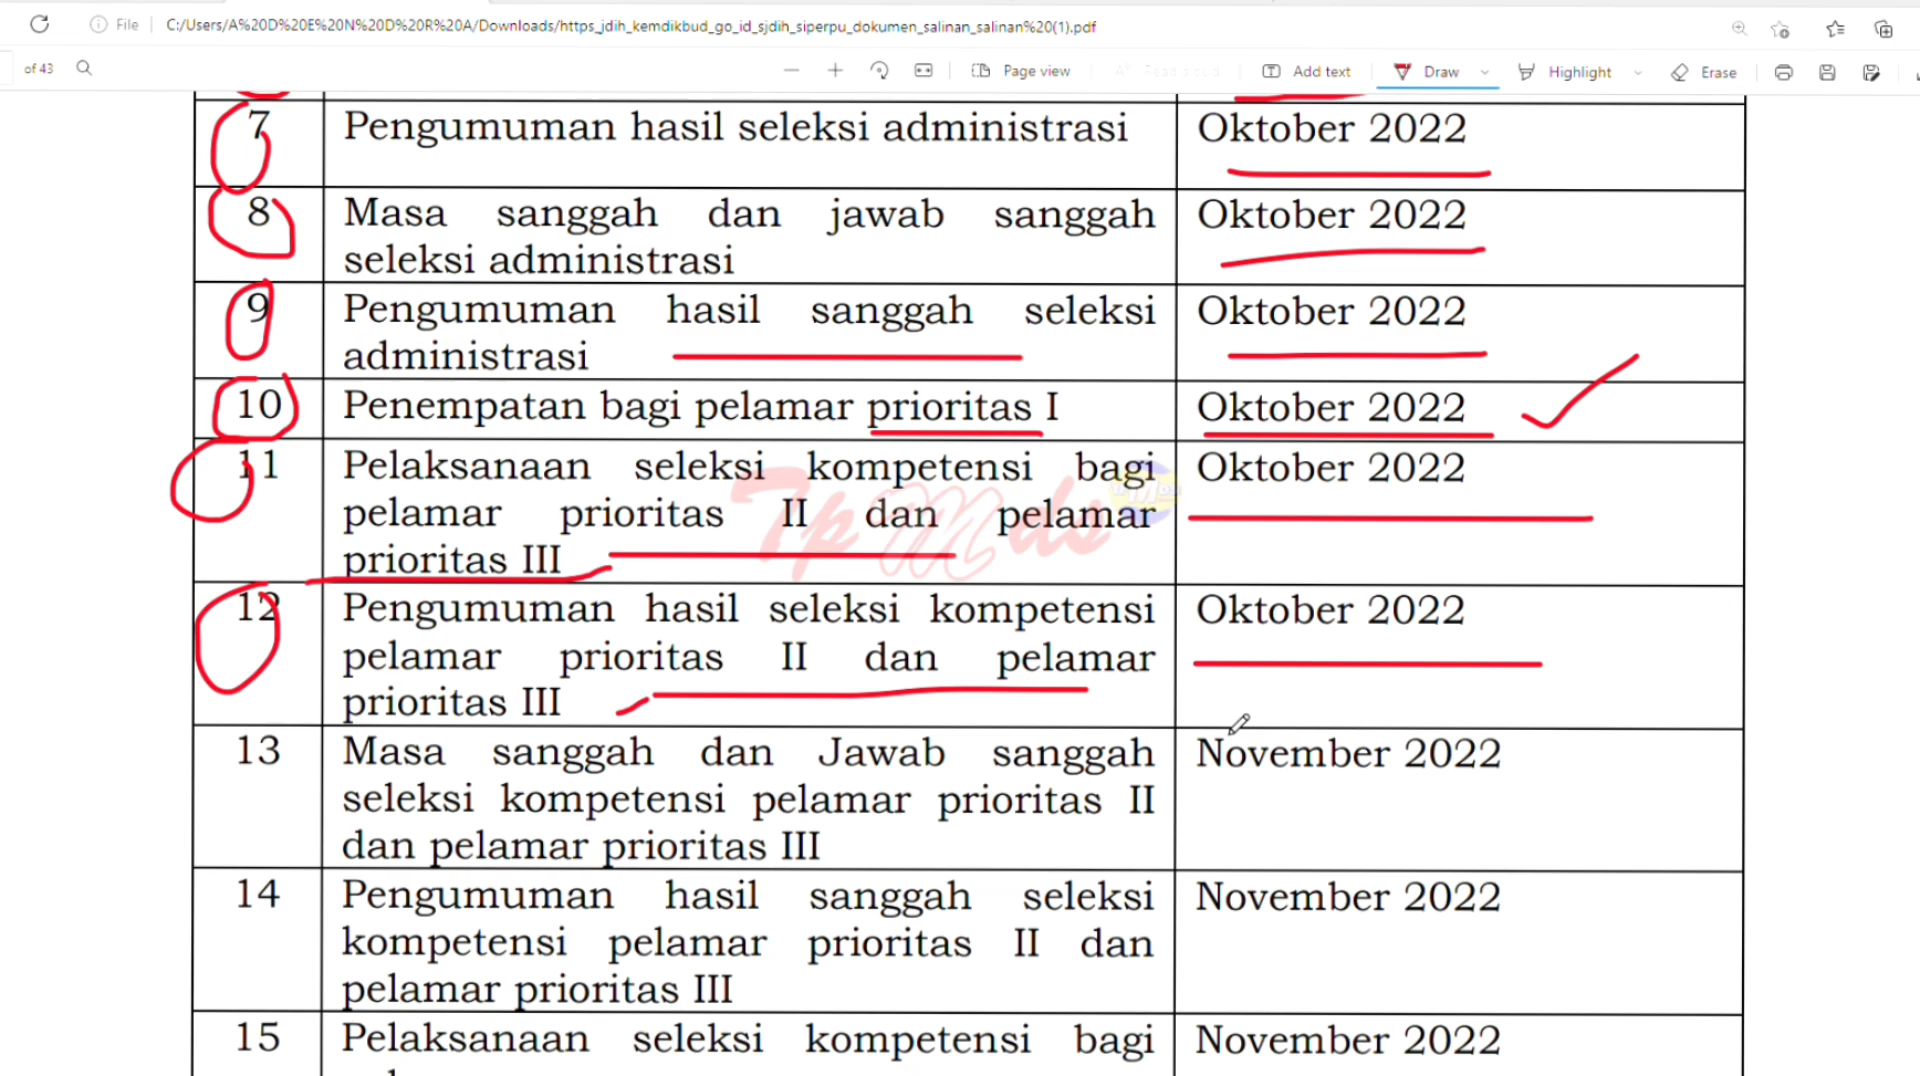 File
C:/Users/A%20D%20E%20N%20D%20R%20A/Downloads/https_jdih_kemdikbud_go_id_sjdih_siperpu_dokumen_salinan_salinan%20(1).pdf
of 43
Page view
Read aloud
Add text
Draw
Highlight
Erase
7 Pengumuman hasil seleksi administrasi Oktober 2022
8 Masa sanggah dan jawab sanggah Oktober 2022
seleksi administrasi
9 Pengumuman hasil sanggah seleksi Oktober 2022
administrasi
10 Penempatan bagi pelamar prioritas I Oktober 2022
11 Pelaksanaan seleksi kompetensi bagi Oktober 2022
pelamar prioritas II dan pelamar
prioritas III
Tp Mds
12 Pengumuman hasil seleksi kompetensi Oktober 2022
pelamar prioritas II dan pelamar
prioritas III
13 Masa sanggah dan Jawab sanggah November 2022
seleksi kompetensi pelamar prioritas II
dan pelamar prioritas III
14 Pengumuman hasil sanggah seleksi November 2022
kompetensi pelamar prioritas II dan
pelamar prioritas III
15 Pelaksanaan seleksi kompetensi bagi November 2022